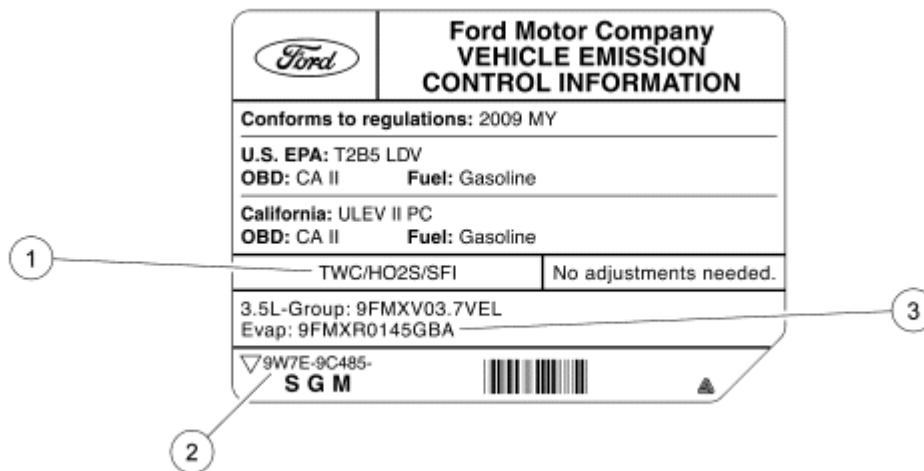 Ford
Ford Motor Company
VEHICLE EMISSION
CONTROL INFORMATION
Conforms to regulations: 2009 MY
U.S. EPA: T2B5 LDV
OBD: CA II Fuel: Gasoline
California: ULEV II PC
OBD: CA II Fuel: Gasoline
1
TWC/HO2S/SFI No adjustments needed.
3.5L-Group: 9FMXV03.7VEL
Evap: 9FMXR0145GBA
3
9W7E-9C485-
S G M
2